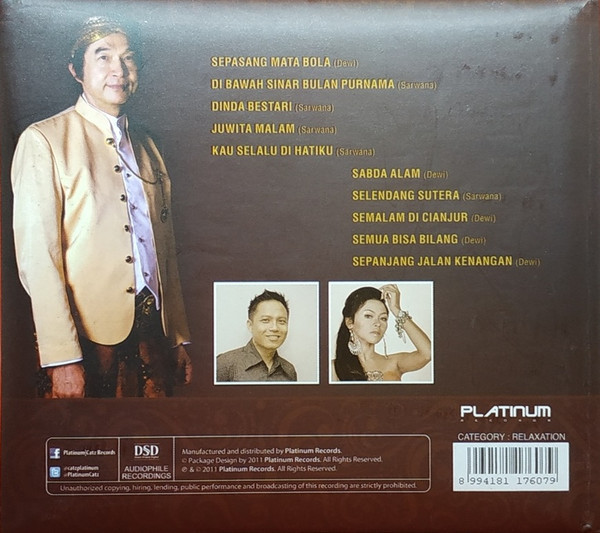 SEPASANG MATA BOLA (Dewi)
DI BAWAH SINAR BULAN PURNAMA (Sarwana)
DINDA BESTARI (Sarwana)
JUWITA MALAM (Sarwana)
KAU SELALU DI HATIKU (Sarwana)
SABDA ALAM (Dewi)
SELENDANG SUTERA (Sarwana)
SEMALAM DI CIANJUR (Dewi)
SEMUA BISA BILANG (Dewi)
SEPANJANG JALAN KENANGAN (Dewi)
PLATINUM
RECORDS
CATEGORY : RELAXATION
8 994181 176079
Platinum|Catz Records
@catzplatinum
@PlatinumCatz
DSD
AUDIOPHILE
RECORDINGS
Manufactured and distributed by Platinum Records.
© Package Design by 2011 Platinum Records. All Rights Reserved.
℗ & © 2011 Platinum Records. All Rights Reserved.
Unauthorized copying, hiring, lending, public performance and broadcasting of this recording are strictly prohibited.